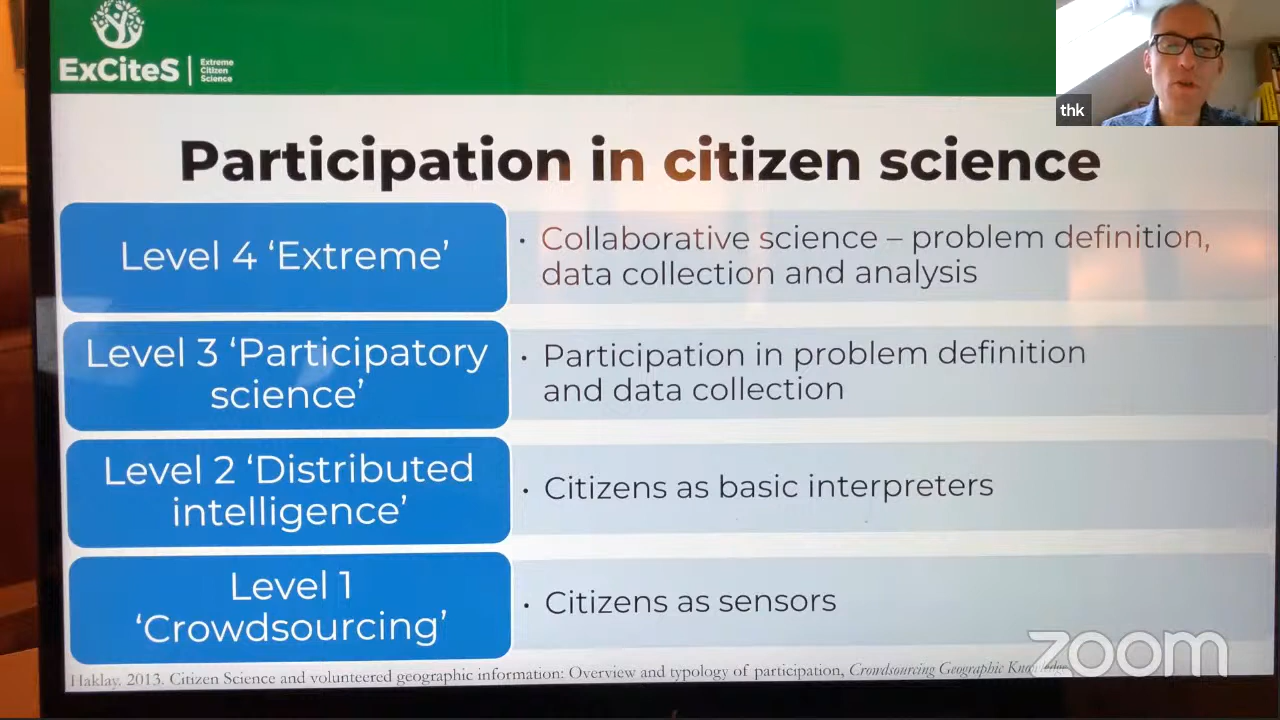 ExCiteS
Extreme
Citizen
Science
thk
Participation in citizen science
Level 4 ‘Extreme’
• Collaborative science – problem definition,
data collection and analysis
Level 3 ‘Participatory
science’
• Participation in problem definition
and data collection
Level 2 ‘Distributed
intelligence’
• Citizens as basic interpreters
Level 1
‘Crowdsourcing’
• Citizens as sensors
Haklay. 2013. Citizen Science and volunteered geographic information: Overview and typology of participation, Crowdsourcing Geographic Knowledge
zoom